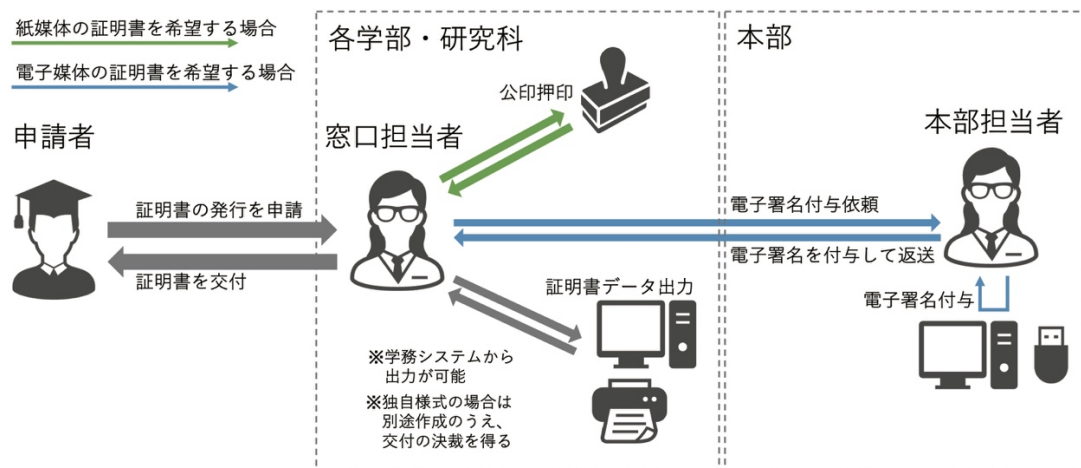 紙媒体の証明書を希望する場合
電子媒体の証明書を希望する場合
申請者
各学部・研究科
本部
公印押印
窓口担当者
本部担当者
証明書の発行を申請
証明書を交付
電子署名付与依頼
電子署名を付与して返送
証明書データ出力
電子署名付与
※学務システムから
出力が可能
※独自様式の場合は
別途作成のうえ、
交付の決裁を得る